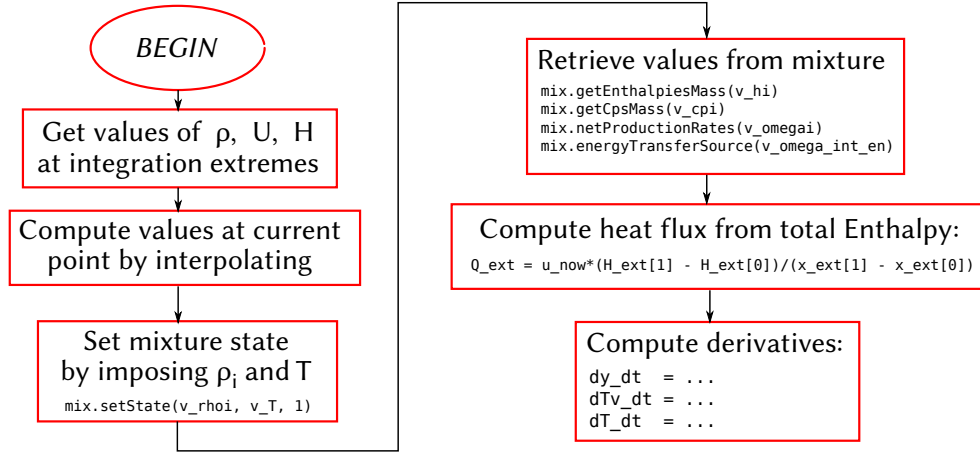 BEGIN
Get values of ρ, U, H
at integration extremes
Compute values at current
point by interpolating
Set mixture state
by imposing ρi and T
mix.setState(v_rhoi, v_T, 1)
Retrieve values from mixture
mix.getEnthalpiesMass(v_hi)
mix.getCpsMass(v_cpi)
mix.netProductionRates(v_omegai)
mix.energyTransferSource(v_omega_int_en)
Compute heat flux from total Enthalpy:
Q_ext = u_now*(H_ext[1] - H_ext[0])/(x_ext[1] - x_ext[0])
Compute derivatives:
dy_dt = ...
dTv_dt = ...
dT_dt = ...